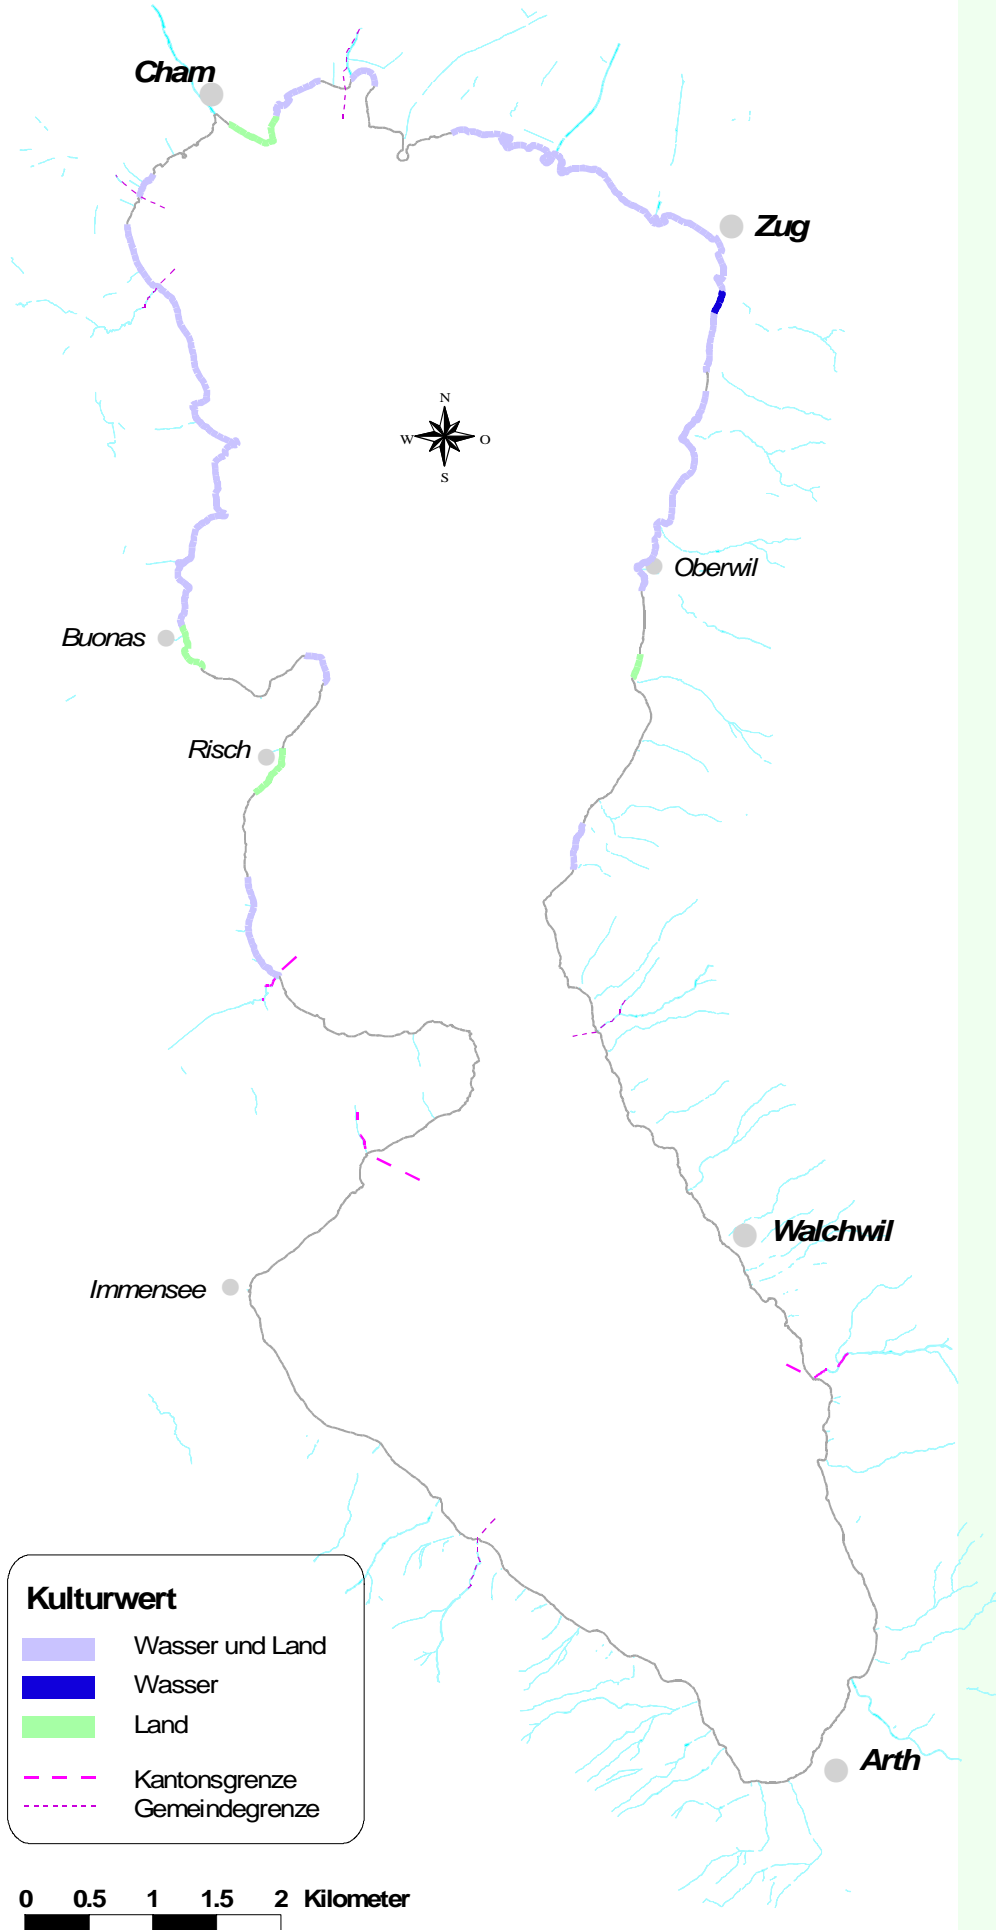 Cham
Zug
N
W O
S
Oberwil
Buonas
Risch
Walchwil
Immensee
Kulturwert
Wasser und Land
Wasser
Land
Kantonsgrenze
Gemeindegrenze
Arth
0 0.5 1 1.5 2 Kilometer